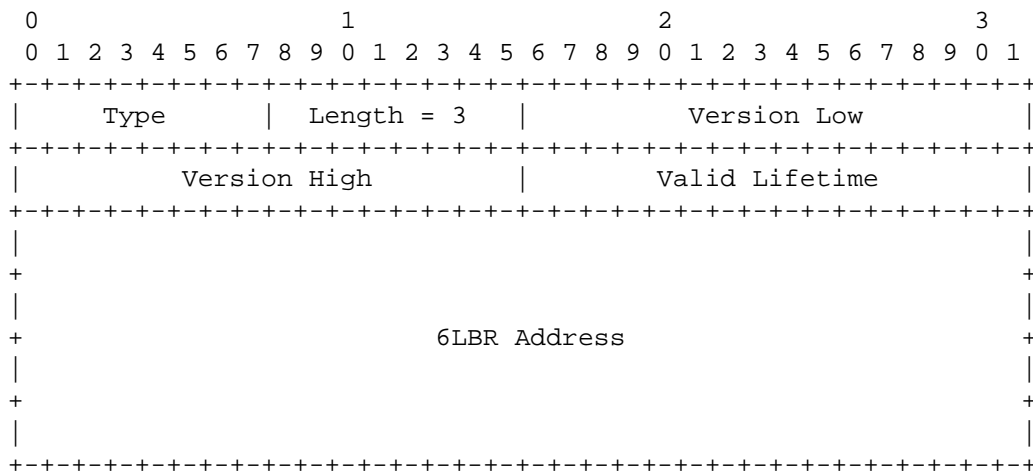 0                   1                   2                   3
 0 1 2 3 4 5 6 7 8 9 0 1 2 3 4 5 6 7 8 9 0 1 2 3 4 5 6 7 8 9 0 1
+-+-+-+-+-+-+-+-+-+-+-+-+-+-+-+-+-+-+-+-+-+-+-+-+-+-+-+-+-+-+-+-+
|     Type      |  Length = 3   |          Version Low          |
+-+-+-+-+-+-+-+-+-+-+-+-+-+-+-+-+-+-+-+-+-+-+-+-+-+-+-+-+-+-+-+-+
|          Version High         |        Valid Lifetime         |
+-+-+-+-+-+-+-+-+-+-+-+-+-+-+-+-+-+-+-+-+-+-+-+-+-+-+-+-+-+-+-+-+
|                                                               |
+                                                               +
|                                                               |
+                          6LBR Address                         +
|                                                               |
+                                                               +
|                                                               |
+-+-+-+-+-+-+-+-+-+-+-+-+-+-+-+-+-+-+-+-+-+-+-+-+-+-+-+-+-+-+-+-+